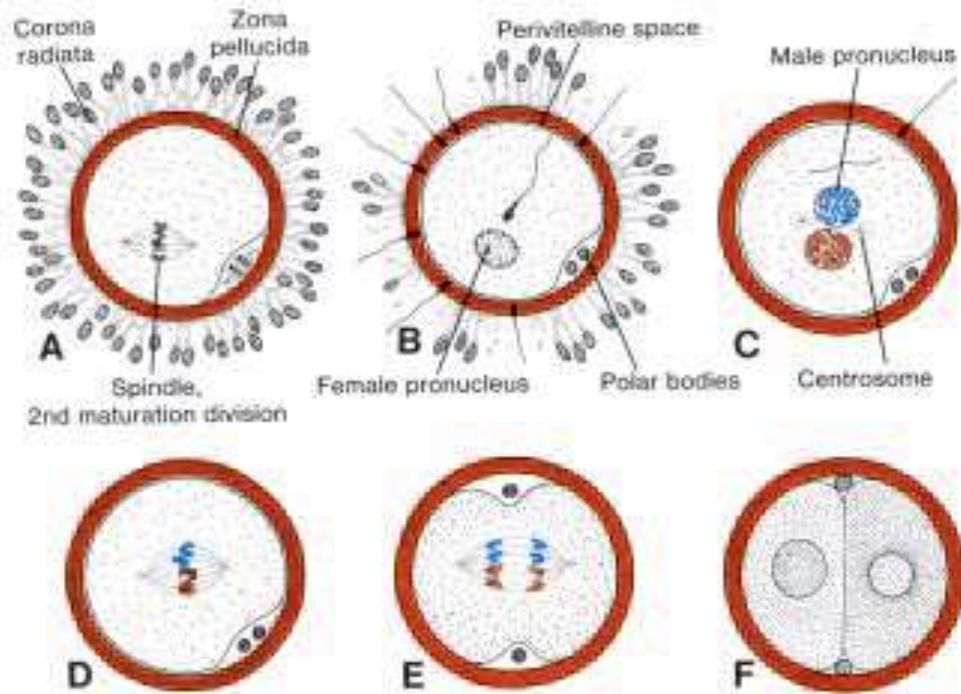 Corona
radiata
Zona
pellucida
A
Spindle,
2nd maturation division
Perivitelline space
B
Female pronucleus
Polar bodies
Male pronucleus
C
Centrosome
D
E
F